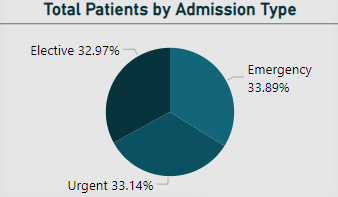 Total Patients by Admission Type
Elective 32.97%
Emergency
33.89%
Urgent 33.14%